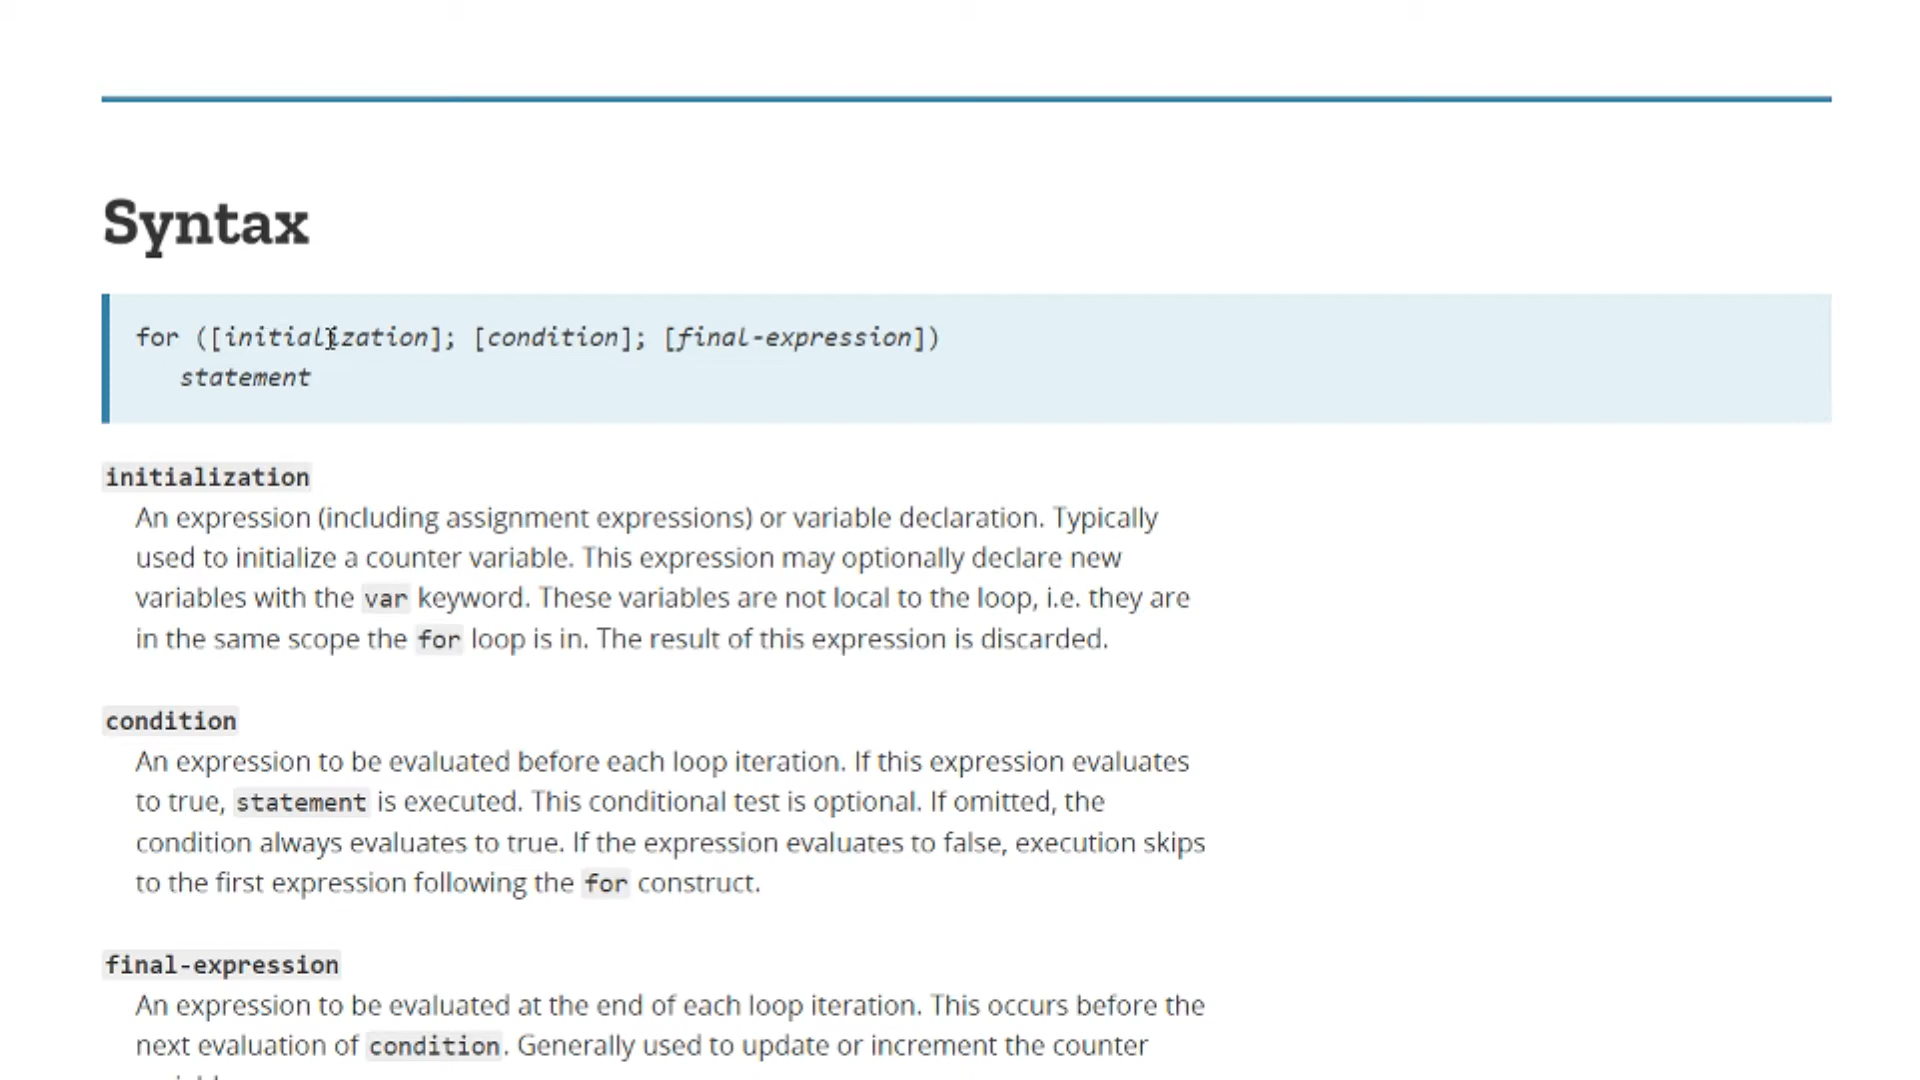 Syntax
for ([initialization]; [condition]; [final-expression])
statement
initialization
An expression (including assignment expressions) or variable declaration. Typically
used to initialize a counter variable. This expression may optionally declare new
variables with the var keyword. These variables are not local to the loop, i.e. they are
in the same scope the for loop is in. The result of this expression is discarded.
condition
An expression to be evaluated before each loop iteration. If this expression evaluates
to true, statement is executed. This conditional test is optional. If omitted, the
condition always evaluates to true. If the expression evaluates to false, execution skips
to the first expression following the for construct.
final-expression
An expression to be evaluated at the end of each loop iteration. This occurs before the
next evaluation of condition. Generally used to update or increment the counter